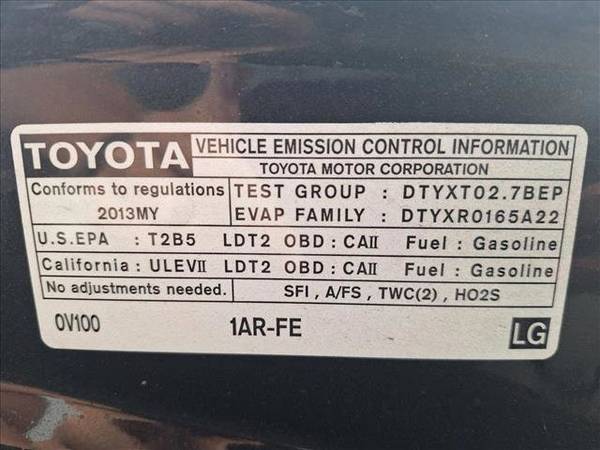 TOYOTA VEHICLE EMISSION CONTROL INFORMATION
TOYOTA MOTOR CORPORATION
Conforms to regulations TEST GROUP : DTYXT02.7BEP
2013MY EVAP FAMILY : DTYXR0165A22
U.S.EPA : T2B5 LDT2 OBD : CAII Fuel : Gasoline
California : ULEVII LDT2 OBD : CAII Fuel : Gasoline
No adjustments needed. SFI , A/FS , TWC(2) , HO2S
0V100 1AR-FE LG